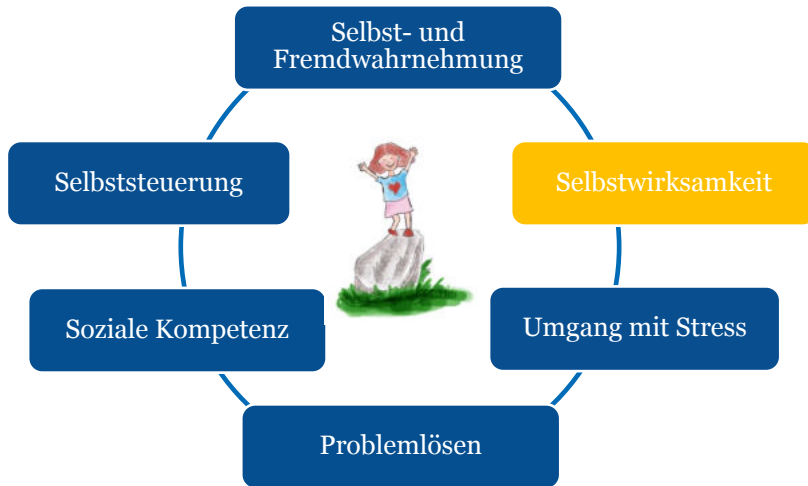 Selbst- und
Fremdwahrnehmung
Selbststeuerung
Selbstwirksamkeit
Soziale Kompetenz
Umgang mit Stress
Problemlösen